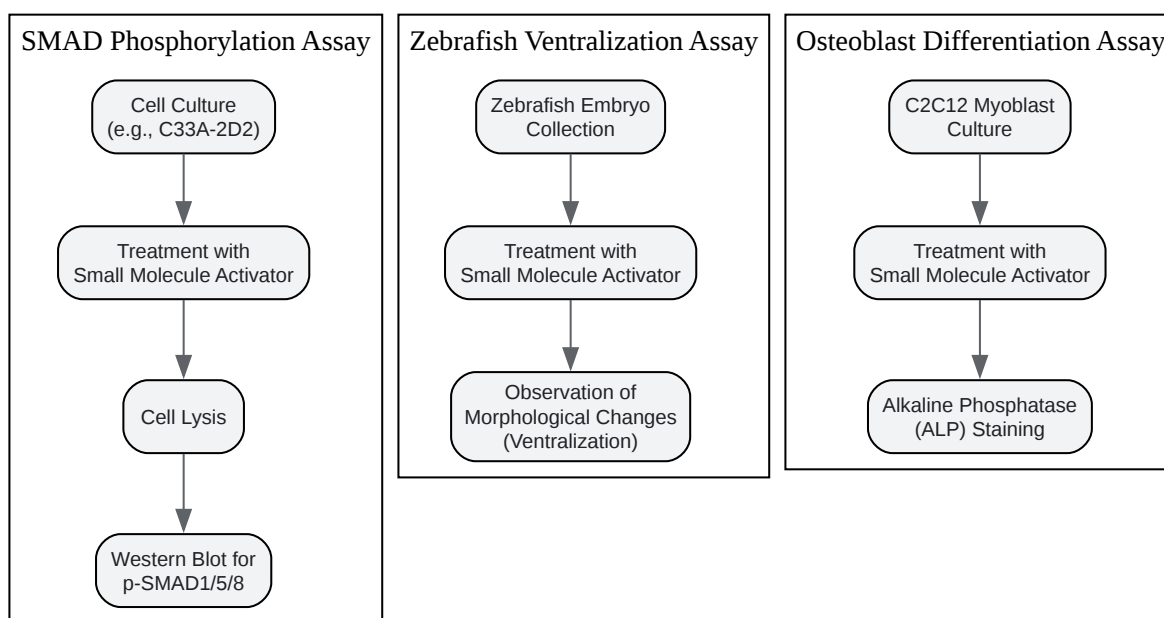 SMAD Phosphorylation Assay
Cell Culture
(e.g., C33A-2D2)
Treatment with
Small Molecule Activator
Cell Lysis
Western Blot for
p-SMAD1/5/8
Zebrafish Ventralization Assay
Zebrafish Embryo
Collection
Treatment with
Small Molecule Activator
Observation of
Morphological Changes
(Ventralization)
Osteoblast Differentiation Assay
C2C12 Myoblast
Culture
Treatment with
Small Molecule Activator
Alkaline Phosphatase
(ALP) Staining